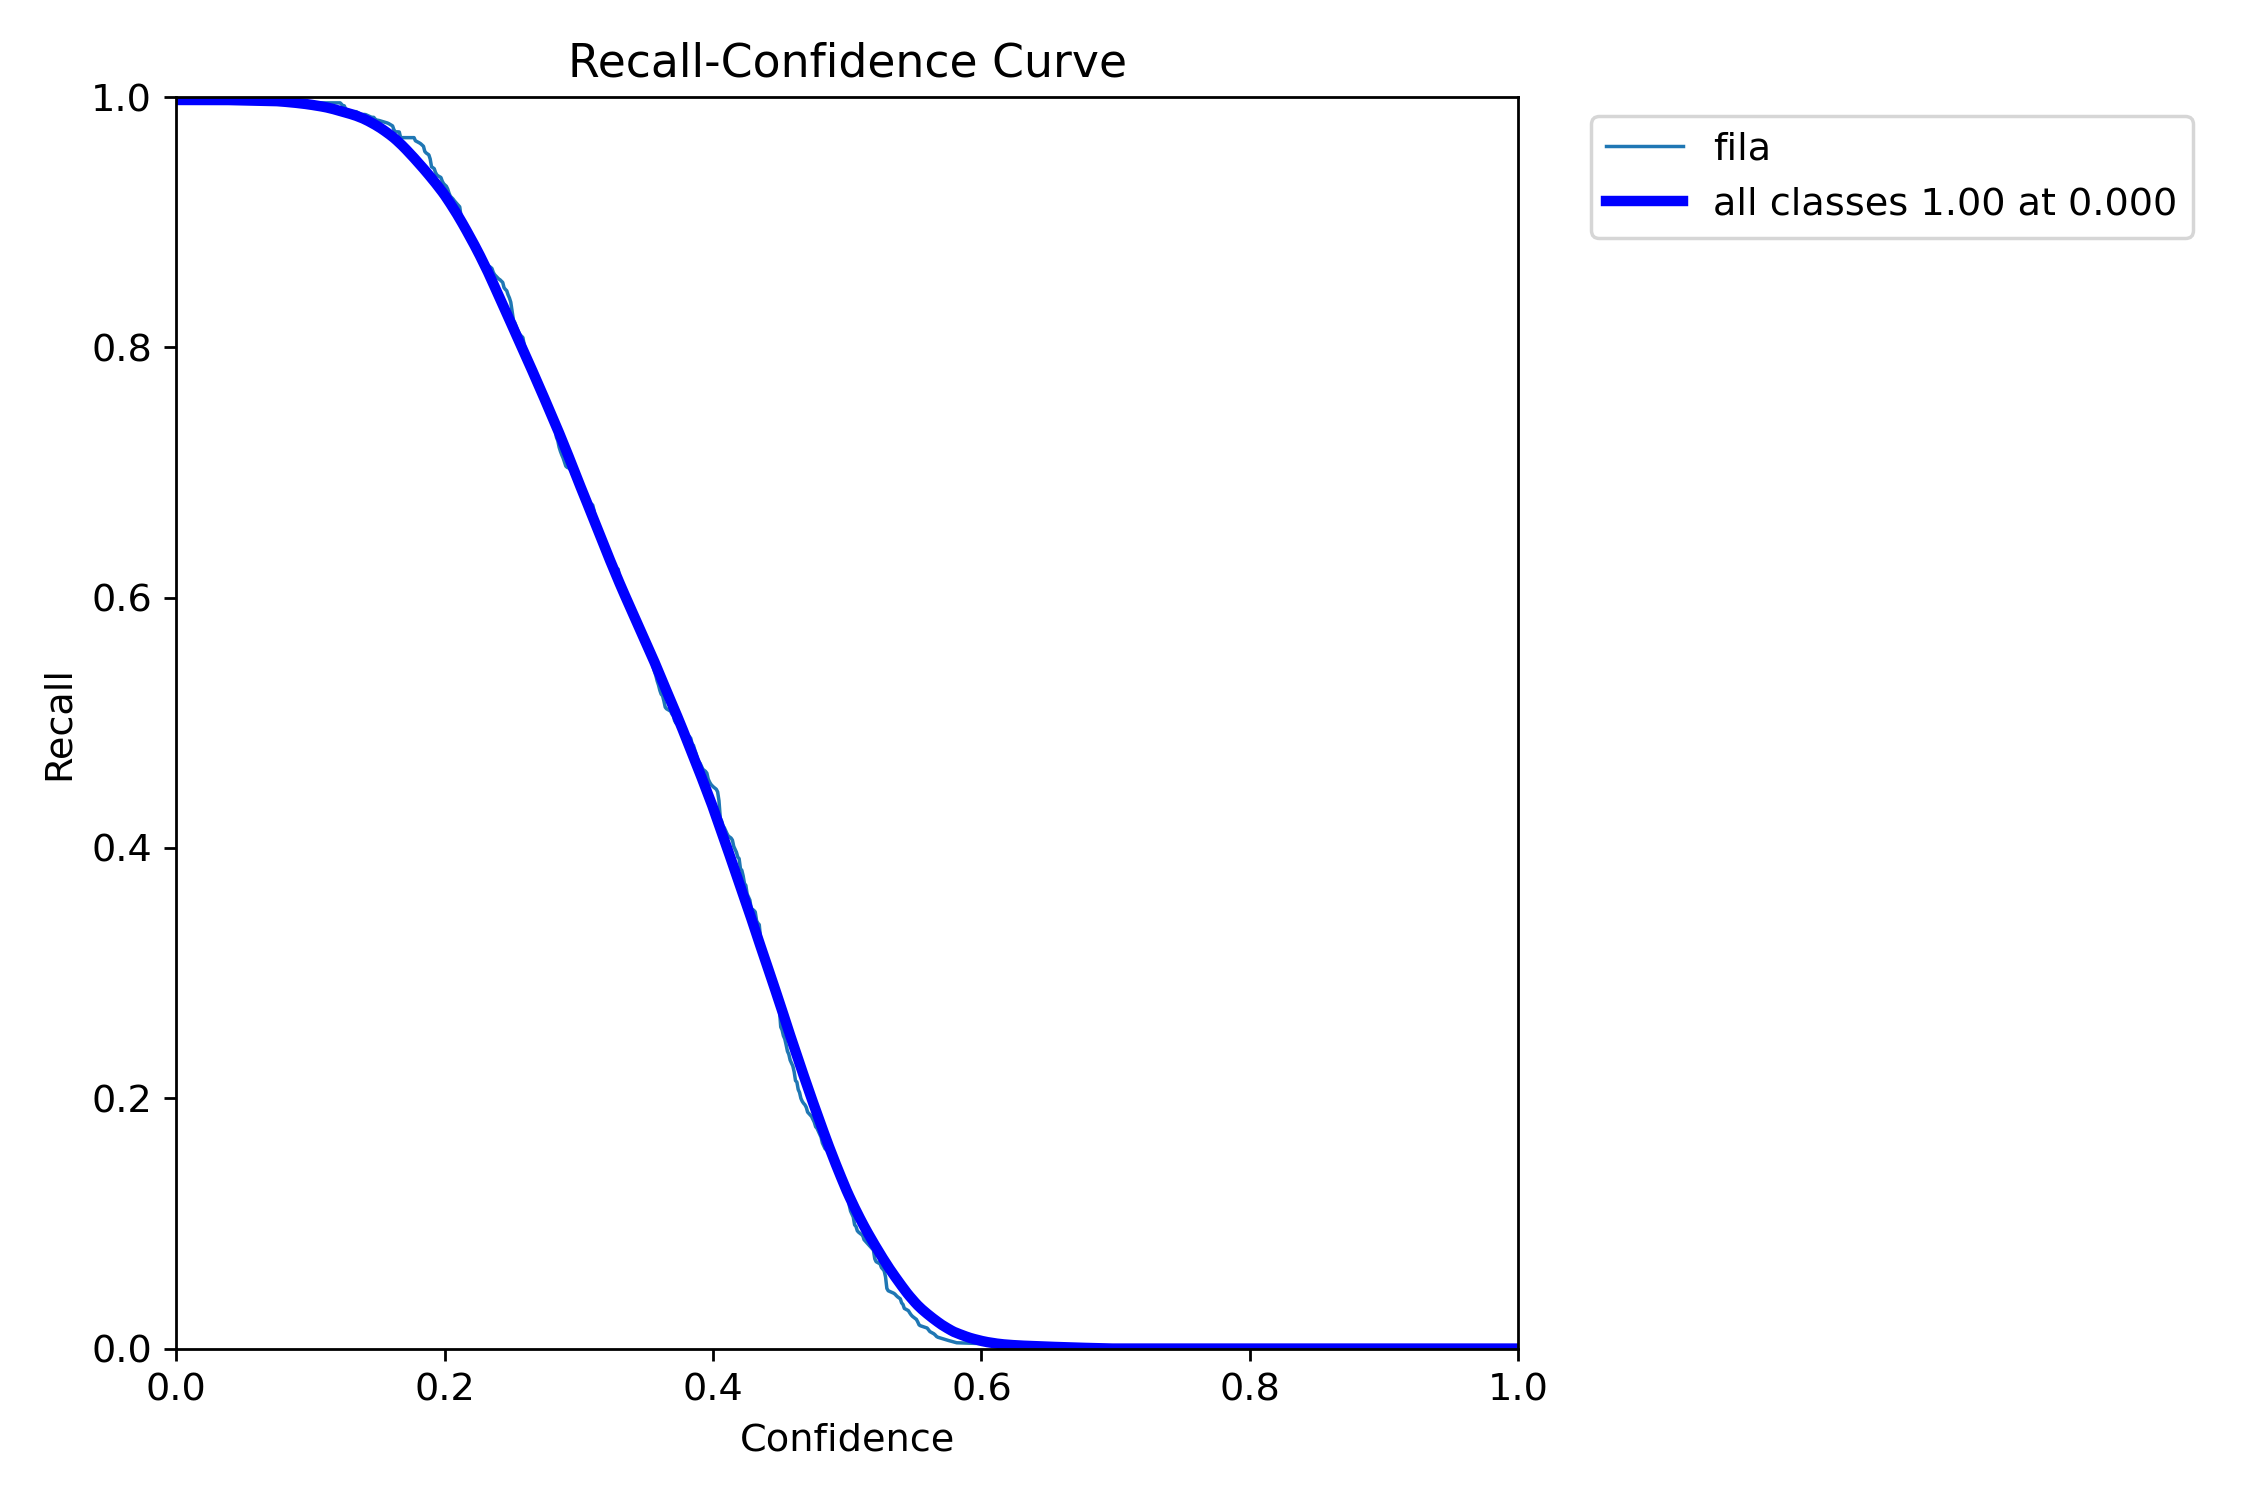 Recall-Confidence Curve
1.0
0.8
0.6
0.4
0.2
0.0
Recall
0.0 0.2 0.4 0.6 0.8 1.0
Confidence
fila
all classes 1.00 at 0.000